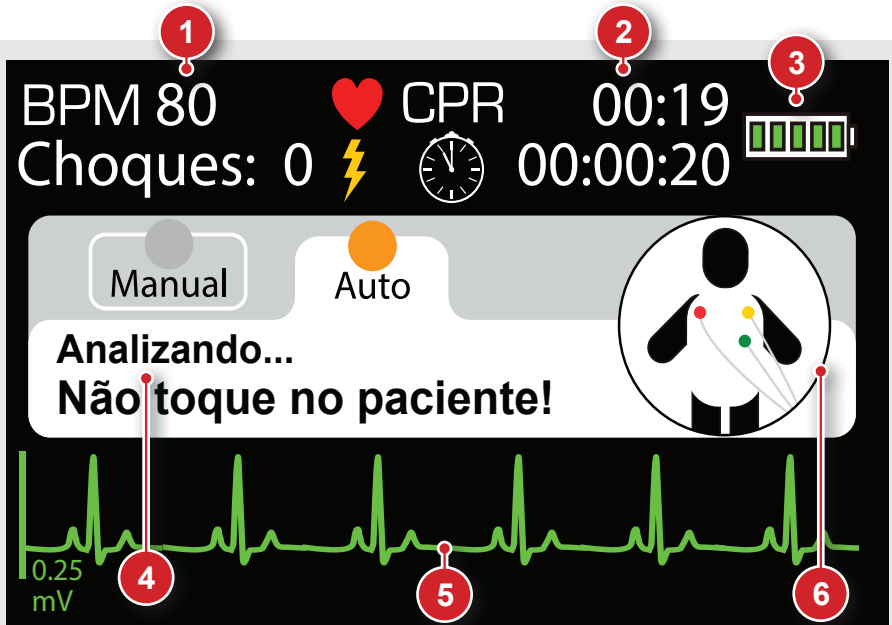 1
2
3
BPM 80 CPR 00:19
Choques: 0 00:00:20
Manual
Auto
Analizando...
Não toque no paciente!
0.25
mV
4
5
6